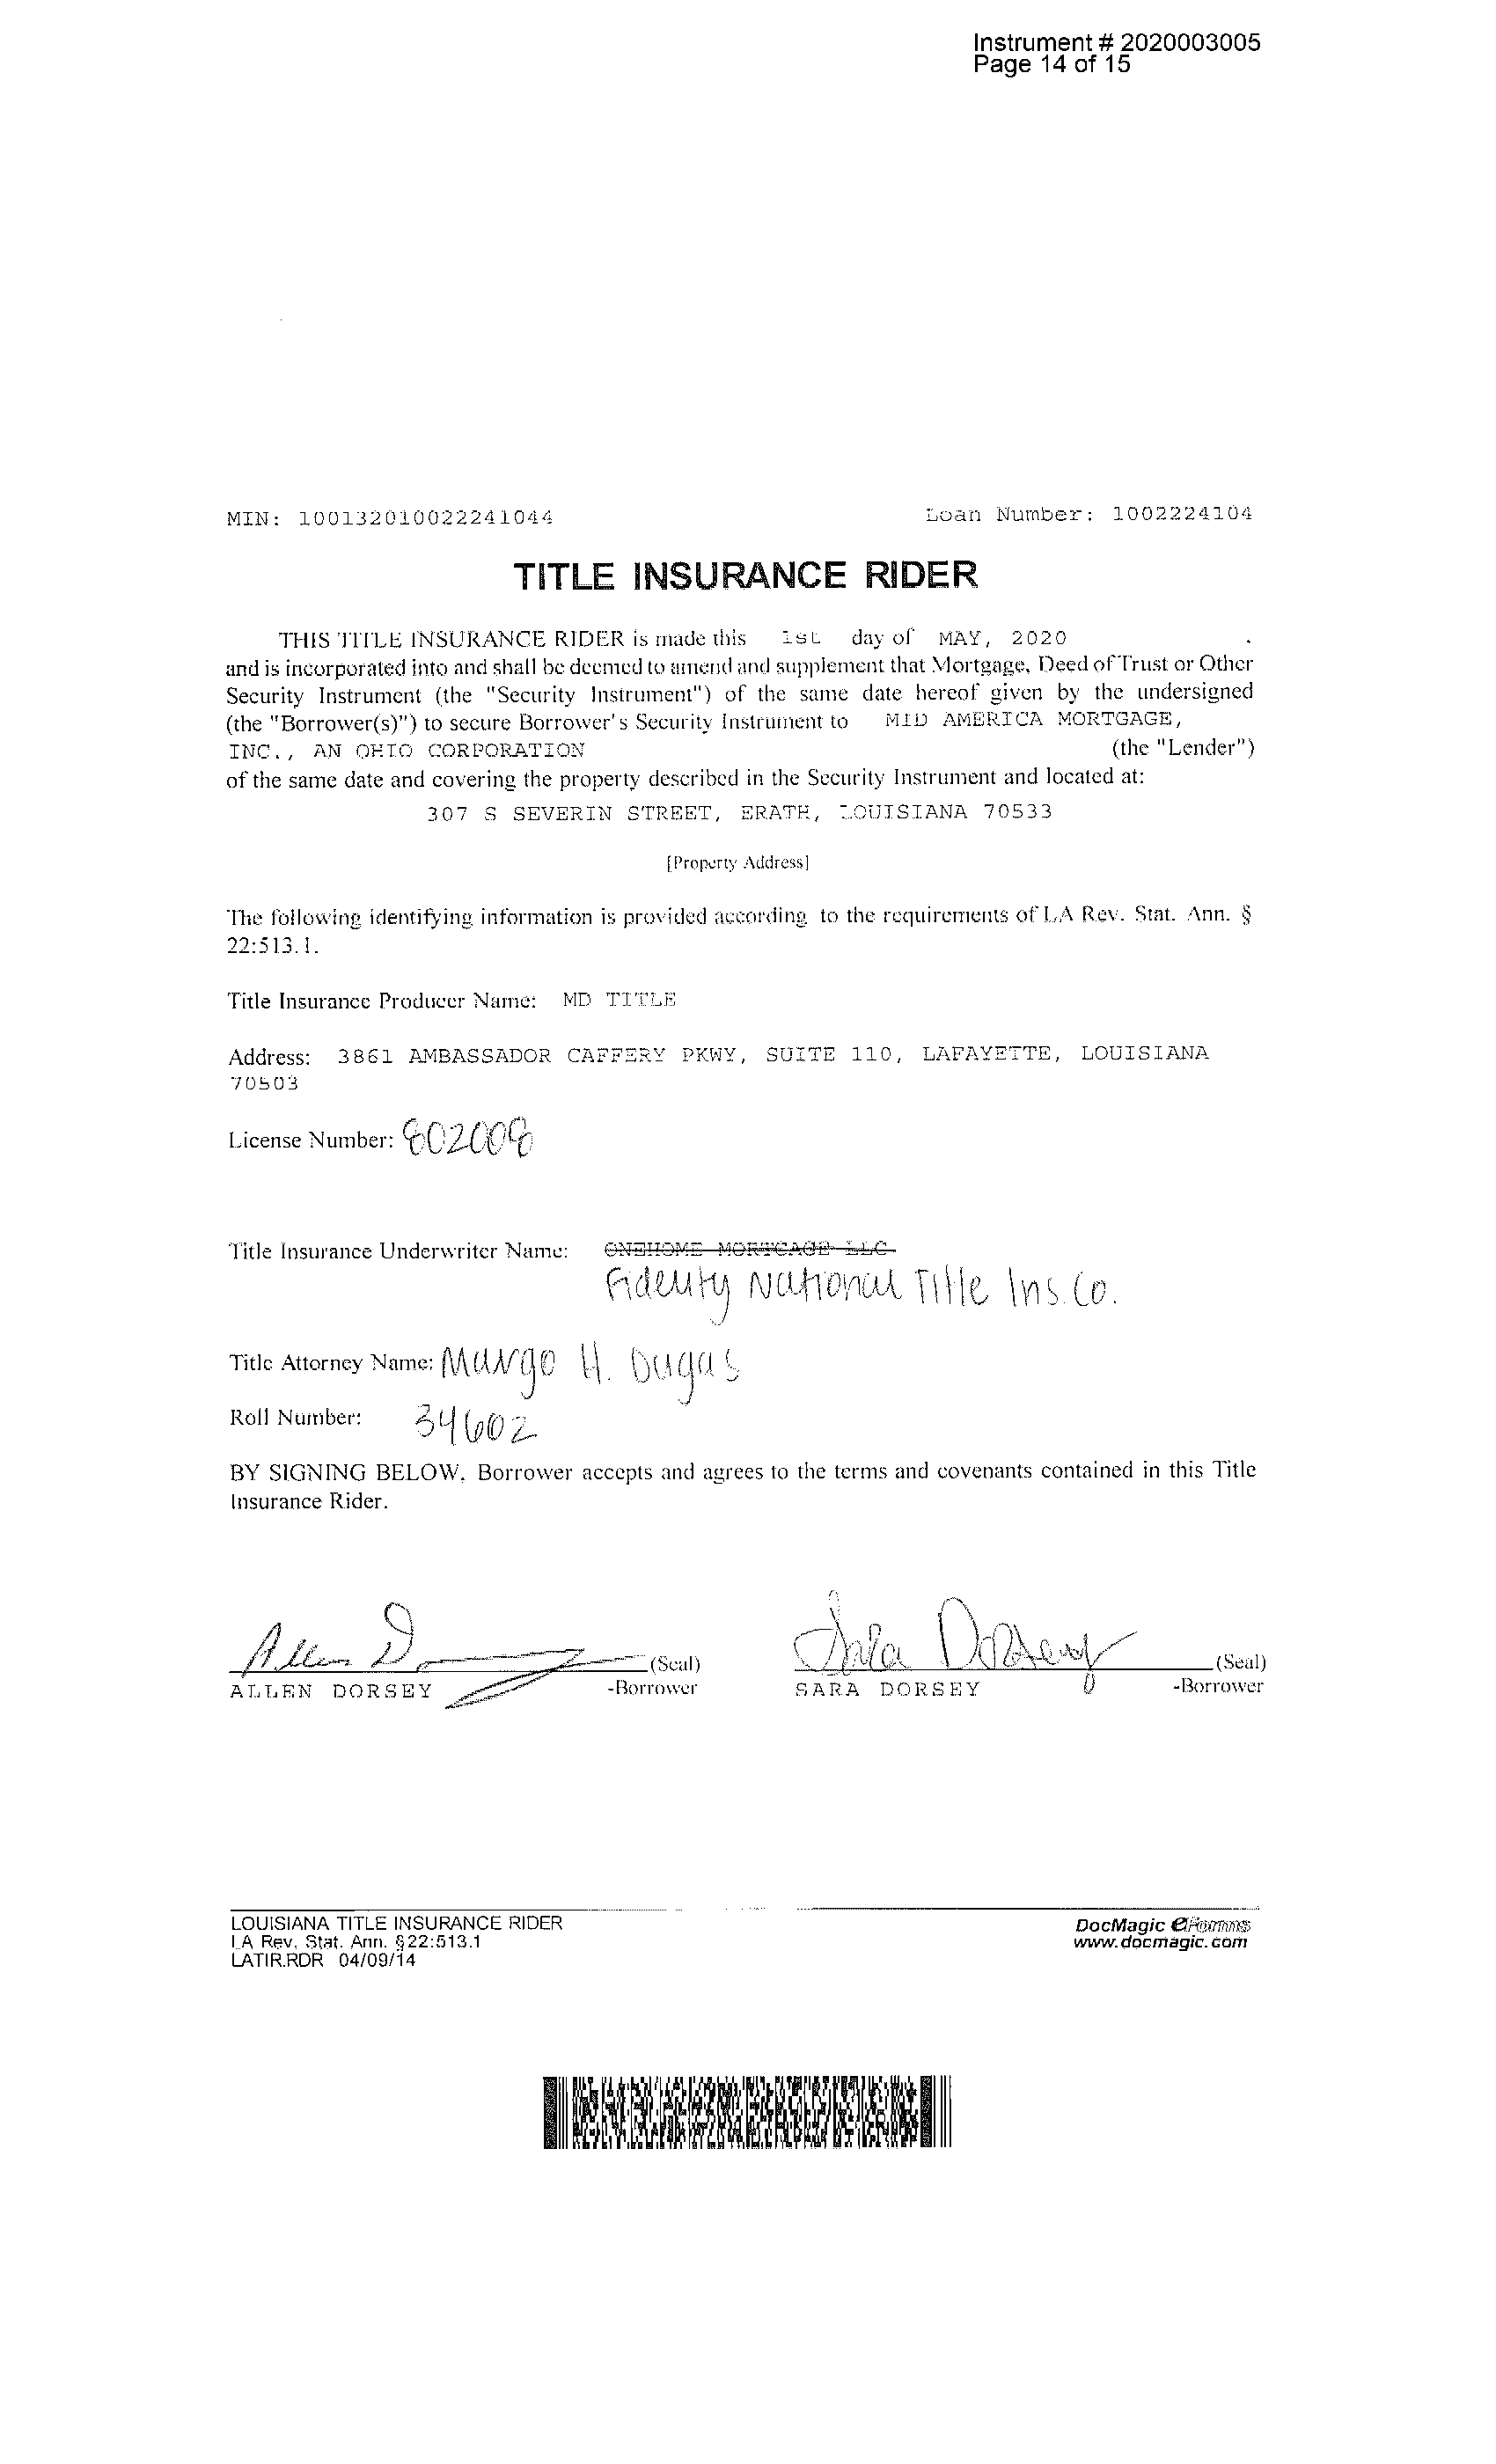 Instrument # 2020003005
Page 14 of 15
MIN: 100132010022241044 Loan Number: 1002224104
TITLE INSURANCE RIDER
THIS TITLE INSURANCE RIDER is made this 1st day of MAY, 2020 .
and is incorporated into and shall be deemed to amend and supplement that Mortgage, Deed of Trust or Other
Security Instrument (the "Security Instrument") of the same date hereof given by the undersigned
(the "Borrower(s)") to secure Borrower's Security Instrument to MID AMERICA MORTGAGE,
INC., AN OHIO CORPORATION (the "Lender")
of the same date and covering the property described in the Security Instrument and located at:
307 S SEVERIN STREET, ERATH, LOUISIANA 70533
[Property Address]
The following identifying information is provided according to the requirements of LA Rev. Stat. Ann. §
22:513.1.
Title Insurance Producer Name: MD TITLE
Address: 3861 AMBASSADOR CAFFERY PKWY, SUITE 110, LAFAYETTE, LOUISIANA
70503
License Number: 802008
Title Insurance Underwriter Name: ONEHOME MORTGAGE LLC
Fidelity National Title Ins. Co.
Title Attorney Name: Margo H. Dugas
Roll Number: 34602
BY SIGNING BELOW, Borrower accepts and agrees to the terms and covenants contained in this Title
Insurance Rider.
Allen D (Seal) Sara Dorsey (Seal)
ALLEN DORSEY -Borrower SARA DORSEY -Borrower
LOUISIANA TITLE INSURANCE RIDER DocMagic eForms
LA Rev. Stat. Ann. §22:513.1 www.docmagic.com
LATIR.RDR 04/09/14